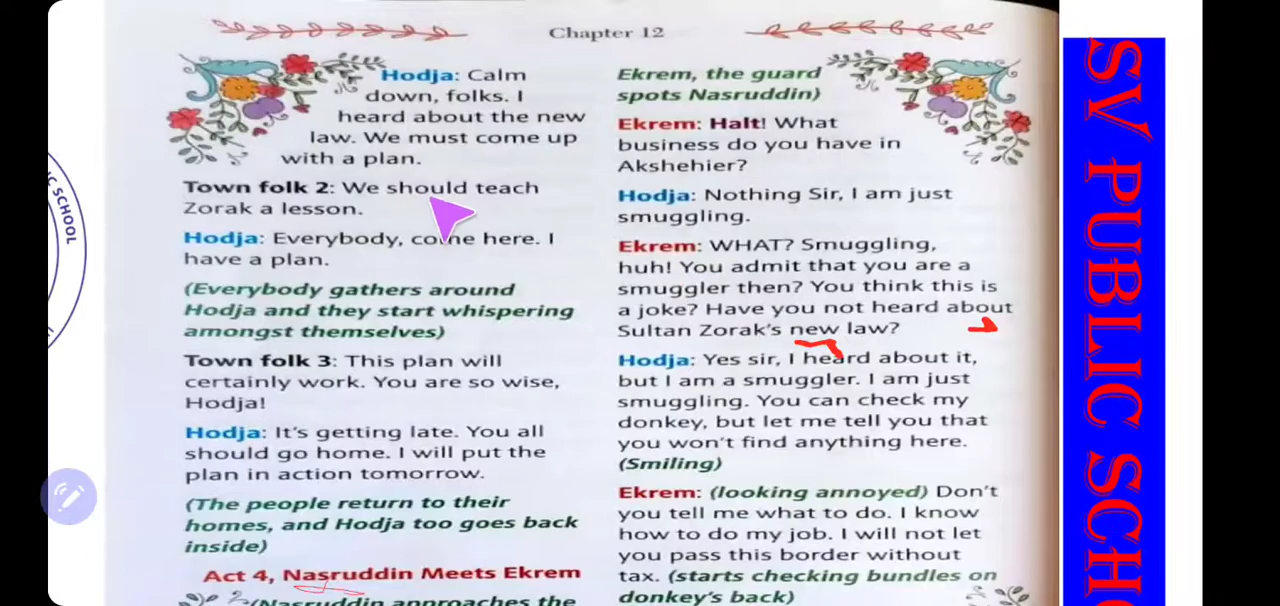 Chapter 12
Hodja: Calm
down, folks. I
heard about the new
law. We must come up
with a plan.
Town folk 2: We should teach
Zorak a lesson.
Hodja: Everybody, come here. I
have a plan.
(Everybody gathers around
Hodja and they start whispering
amongst themselves)
Town folk 3: This plan will
certainly work. You are so wise,
Hodja!
Hodja: It's getting late. You all
should go home. I will put the
plan in action tomorrow.
(The people return to their
homes, and Hodja too goes back
inside)
Act 4, Nasruddin Meets Ekrem
(Nasruddin approaches the
Ekrem, the guard
spots Nasruddin)
Ekrem: Halt! What
business do you have in
Akshehier?
Hodja: Nothing Sir, I am just
smuggling.
Ekrem: WHAT? Smuggling,
huh! You admit that you are a
smuggler then? You think this is
a joke? Have you not heard about
Sultan Zorak's new law?
Hodja: Yes sir, I heard about it,
but I am a smuggler. I am just
smuggling. You can check my
donkey, but let me tell you that
you won't find anything here.
(Smiling)
Ekrem: (looking annoyed) Don't
you tell me what to do. I know
how to do my job. I will not let
you pass this border without
tax. (starts checking bundles on
donkey's back)
SV PUBLIC SCH
IC SCHOOL